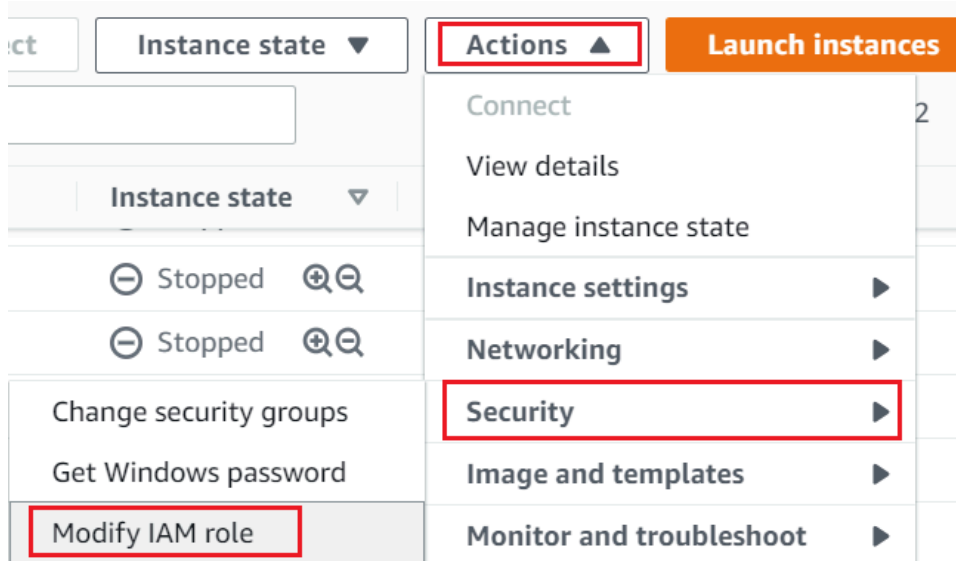 ct
Instance state
Actions
Launch instances
Connect
2
View details
Instance state
Manage instance state
Stopped
Instance settings
Stopped
Networking
Change security groups
Security
Get Windows password
Image and templates
Modify IAM role
Monitor and troubleshoot